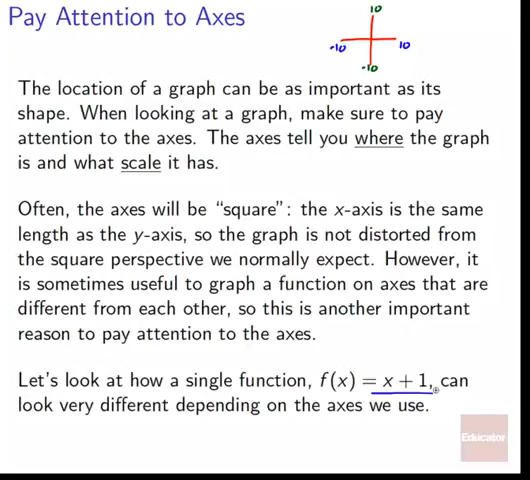 Pay Attention to Axes
10
-10
10
-10
The location of a graph can be as important as its
shape. When looking at a graph, make sure to pay
attention to the axes. The axes tell you where the graph
is and what scale it has.
Often, the axes will be “square”: the x-axis is the same
length as the y-axis, so the graph is not distorted from
the square perspective we normally expect. However, it
is sometimes useful to graph a function on axes that are
different from each other, so this is another important
reason to pay attention to the axes.
Let's look at how a single function, f(x) = x + 1, can
look very different depending on the axes we use.
Educator